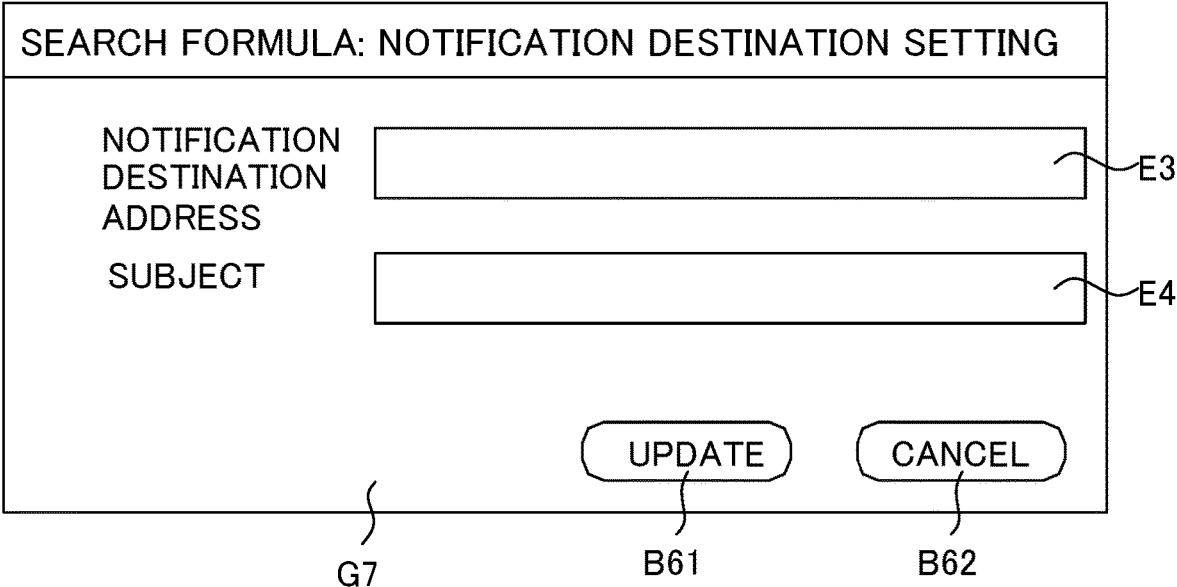 SEARCH FORMULA: NOTIFICATION DESTINATION SETTING
NOTIFICATION
DESTINATION
ADDRESS
E3
SUBJECT
E4
UPDATE
CANCEL
G7
B61
B62